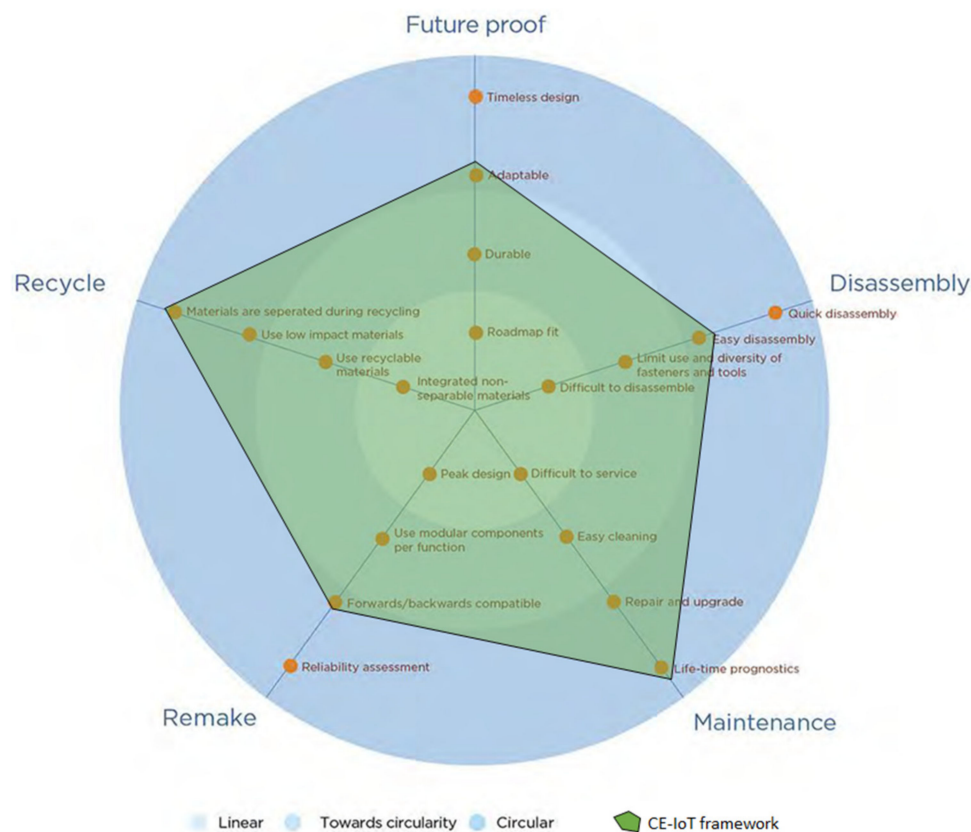 Future proof
Timeless design
Adaptable
Durable
Roadmap fit
Recycle
Materials are seperated during recycling
Use low impact materials
Use recyclable
materials
Integrated non-
separable materials
Disassembly
Quick disassembly
Easy disassembly
Limit use and diversity of
fasteners and tools
Difficult to disassemble
Peak design
Use modular components
per function
Forwards/backwards compatible
Reliability assessment
Remake
Difficult to service
Easy cleaning
Repair and upgrade
Life-time prognostics
Maintenance
Linear
Towards circularity
Circular
CE-IoT framework